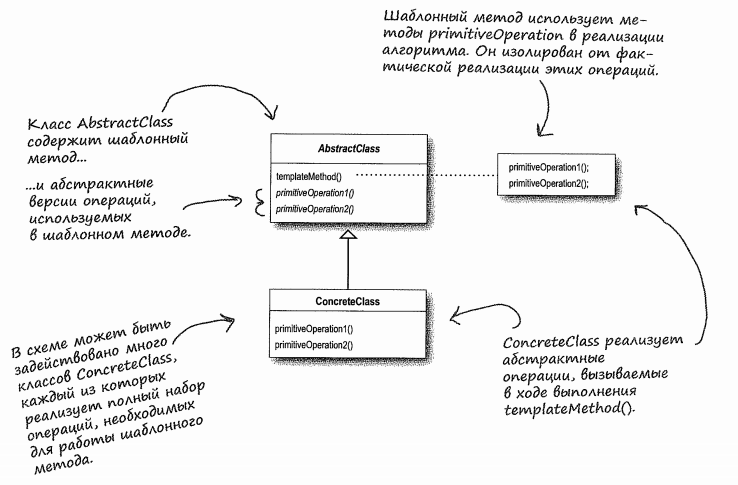 Шаблонный метод использует ме-
тоды primitiveOperation в реализации
алгоритма. Он изолирован от фак-
тической реализации этих операций.
Класс AbstractClass
содержит шаблонный
метод...
...и абстрактные
версии операций,
используемых
в шаблонном методе.
AbstractClass
templateMethod()
primitiveOperation1()
primitiveOperation2()
primitiveOperation1();
primitiveOperation2();
ConcreteClass
primitiveOperation1()
primitiveOperation2()
В схеме может быть
задействовано много
классов ConcreteClass,
каждый из которых
реализует полный набор
операций, необходимых
для работы шаблонного
метода.
ConcreteClass реализует
абстрактные
операции, вызываемые
в ходе выполнения
templateMethod().